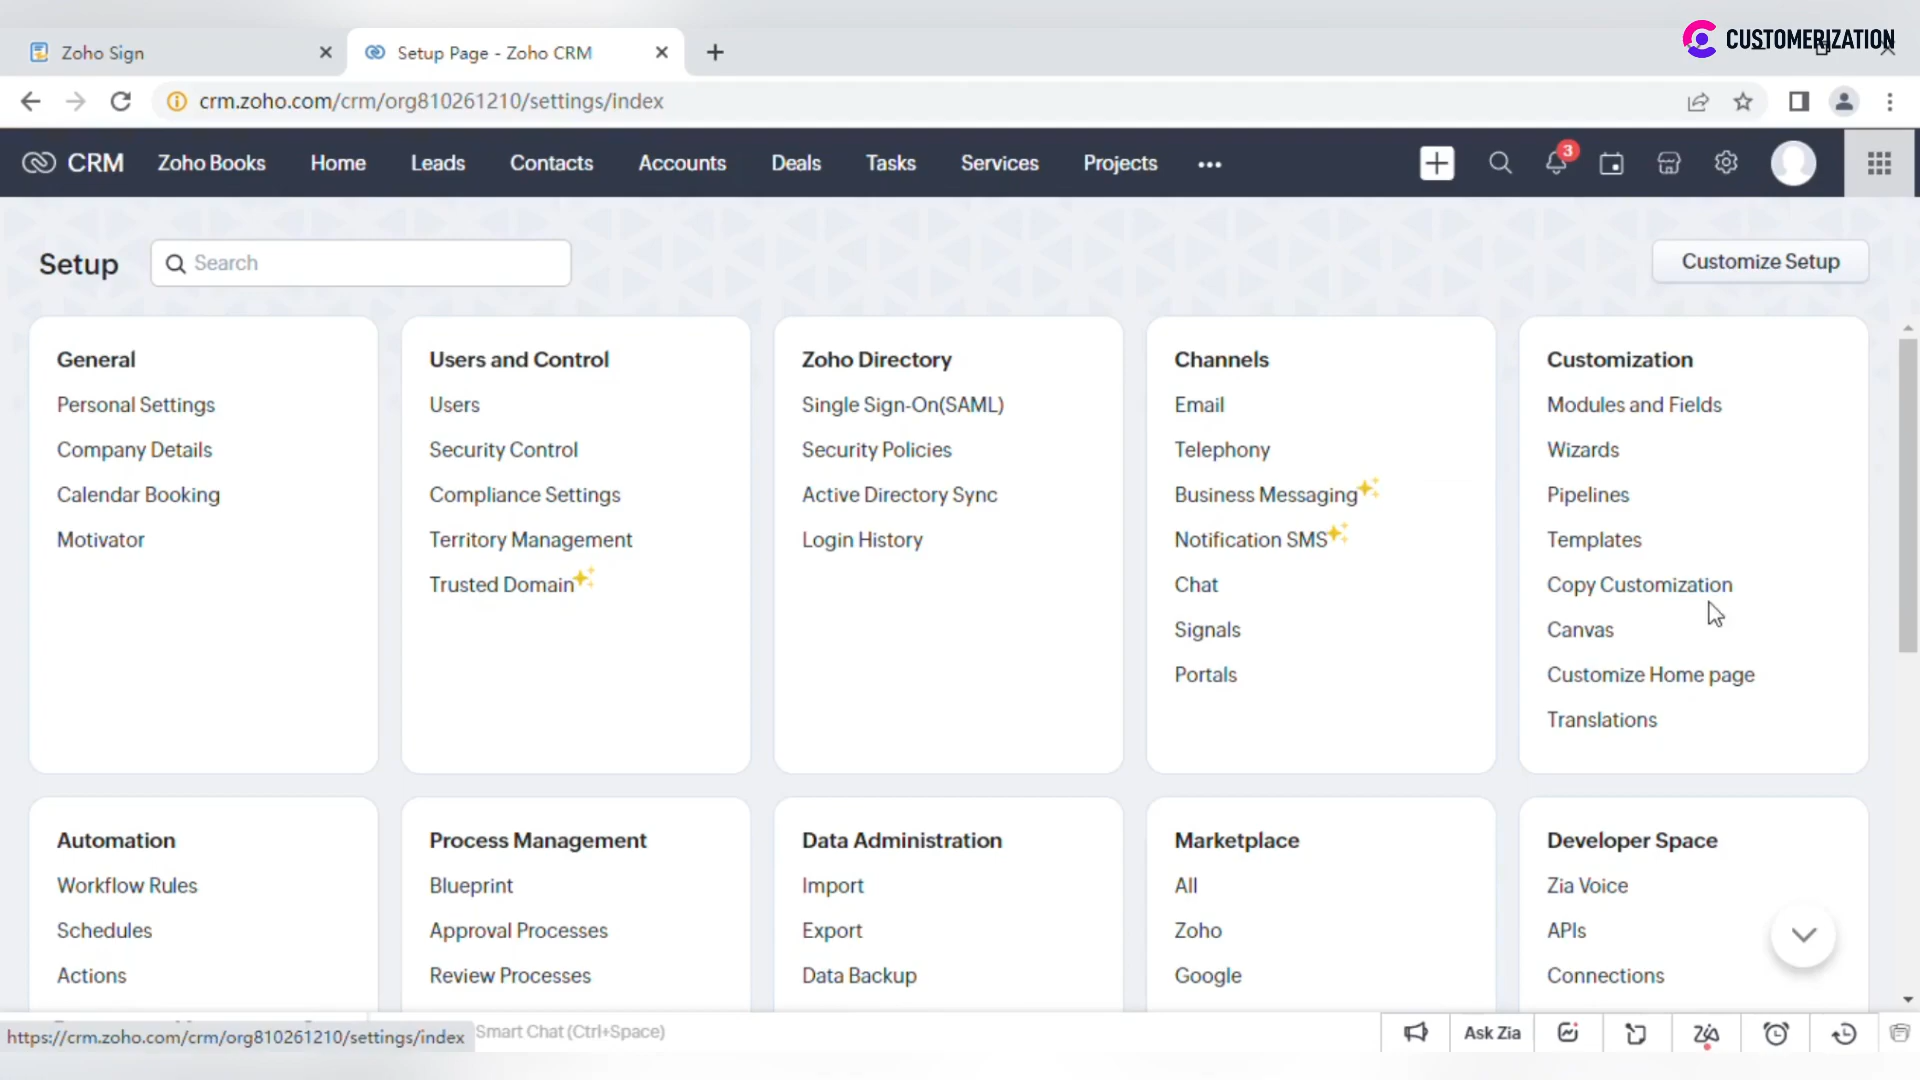 CUSTOMERIZATION
Zoho Sign
Setup Page - Zoho CRM
crm.zoho.com/crm/org810261210/settings/index
CRM Zoho Books Home Leads Contacts Accounts Deals Tasks Services Projects ••• 3
Setup
Search
Customize Setup
General
Personal Settings
Company Details
Calendar Booking
Motivator
Users and Control
Users
Security Control
Compliance Settings
Territory Management
Trusted Domain
Zoho Directory
Single Sign-On(SAML)
Security Policies
Active Directory Sync
Login History
Channels
Email
Telephony
Business Messaging
Notification SMS
Chat
Signals
Portals
Customization
Modules and Fields
Wizards
Pipelines
Templates
Copy Customization
Canvas
Customize Home page
Translations
Automation
Workflow Rules
Schedules
Actions
Process Management
Blueprint
Approval Processes
Review Processes
Data Administration
Import
Export
Data Backup
Marketplace
All
Zoho
Google
Developer Space
Zia Voice
APIs
Connections
https://crm.zoho.com/crm/org810261210/settings/index
Smart Chat (Ctrl+Space)
Ask Zia